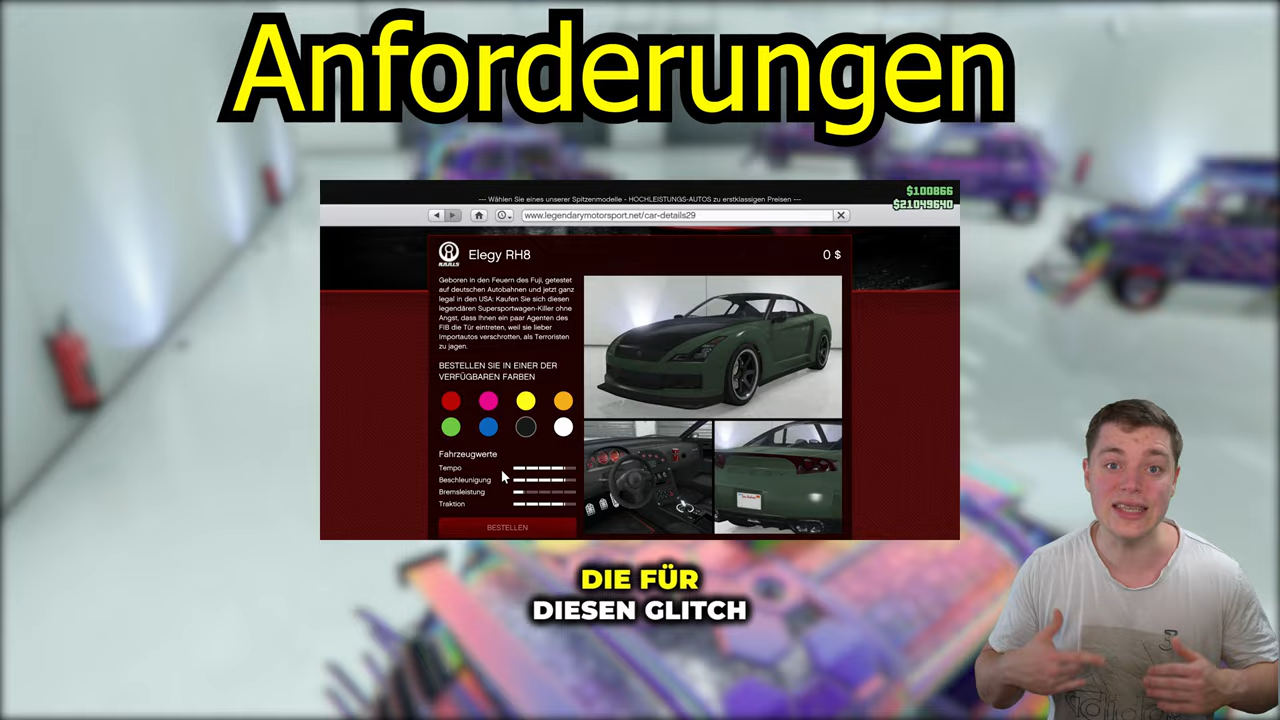 Anforderungen
--- Wählen Sie eines unserer Spitzenmodelle - HOCHLEISTUNGS-AUTOS zu erstklassigen Preisen ---
$100866
$21049640
www.legendarymotorsport.net/car-details29
Elegy RH8
0 $
Geboren in den Feuern des Fuji, getestet
auf deutschen Autobahnen und jetzt ganz
legal in den USA: Kaufen Sie sich diesen
legendären Supersportwagen-Killer ohne
Angst, dass Ihnen ein paar Agenten des
FIB die Tür eintreten, weil sie lieber
Importautos verschrotten, als Terroristen
zu jagen.
BESTELLEN SIE IN EINER DER
VERFÜGBAREN FARBEN
Fahrzeugwerte
Tempo
Beschleunigung
Bremsleistung
Traktion
BESTELLEN
DIE FÜR
DIESEN GLITCH